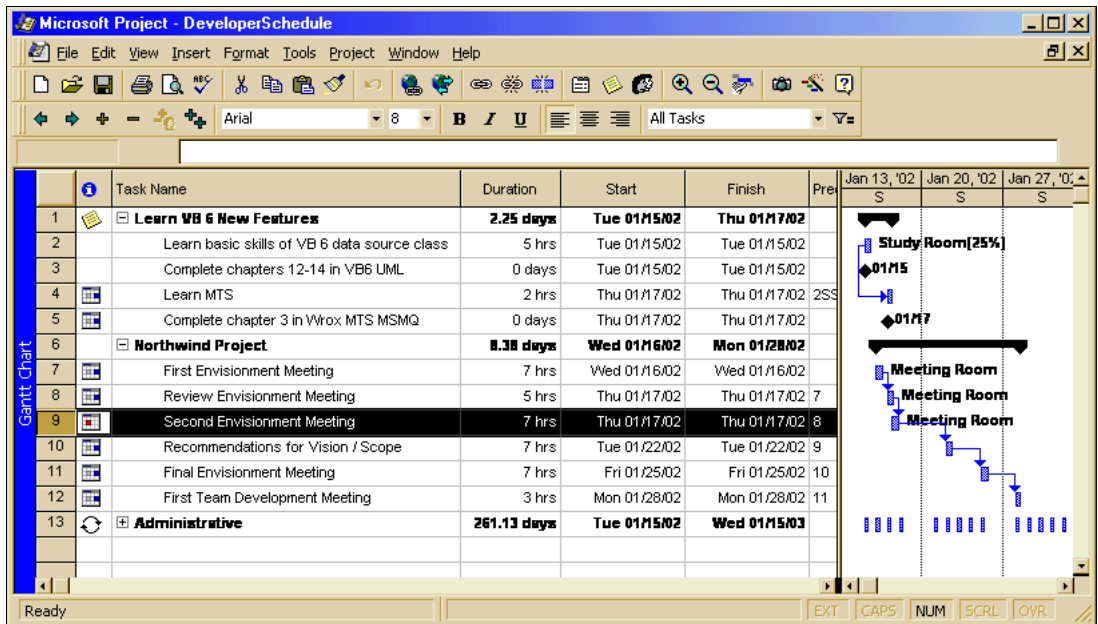 Microsoft Project - DeveloperSchedule
File Edit View Insert Format Tools Project Window Help
ABC
Arial 8 B I U All Tasks
Task Name Duration Start Finish Pre Jan 13, '02 Jan 20, '02 Jan 27, '02
S S S
1 Learn VB 6 New Features 2.25 days Tue 01/15/02 Thu 01/17/02
2 Learn basic skills of VB 6 data source class 5 hrs Tue 01/15/02 Tue 01/15/02 Study Room[25%]
3 Complete chapters 12-14 in VB6 UML 0 days Tue 01/15/02 Tue 01/15/02 01/15
4 Learn MTS 2 hrs Thu 01/17/02 Thu 01/17/02 2SS
5 Complete chapter 3 in Wrox MTS MSMQ 0 days Thu 01/17/02 Thu 01/17/02 01/17
6 Northwind Project 8.38 days Wed 01/16/02 Mon 01/28/02
7 First Envisionment Meeting 7 hrs Wed 01/16/02 Wed 01/16/02 Meeting Room
8 Review Envisionment Meeting 5 hrs Thu 01/17/02 Thu 01/17/02 7 Meeting Room
9 Second Envisionment Meeting 7 hrs Thu 01/17/02 Thu 01/17/02 8 Meeting Room
10 Recommendations for Vision / Scope 7 hrs Tue 01/22/02 Tue 01/22/02 9
11 Final Envisionment Meeting 7 hrs Fri 01/25/02 Fri 01/25/02 10
12 First Team Development Meeting 3 hrs Mon 01/28/02 Mon 01/28/02 11
13 Administrative 261.13 days Tue 01/15/02 Wed 01/15/03
Gantt Chart
Ready EXT CAPS NUM SCRL OVR